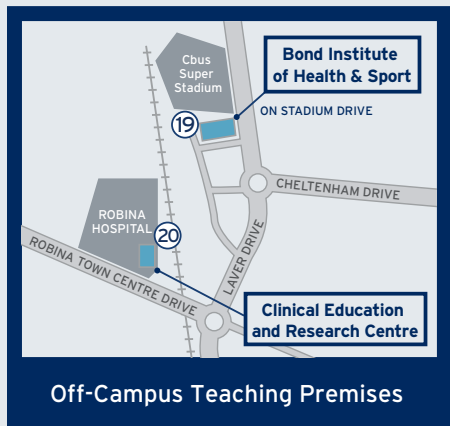 Cbus
Super
Stadium
Bond Institute
of Health & Sport
19
ON STADIUM DRIVE
CHELTENHAM DRIVE
ROBINA
HOSPITAL
20
LAVER DRIVE
ROBINA TOWN CENTRE DRIVE
Clinical Education
and Research Centre
Off-Campus Teaching Premises